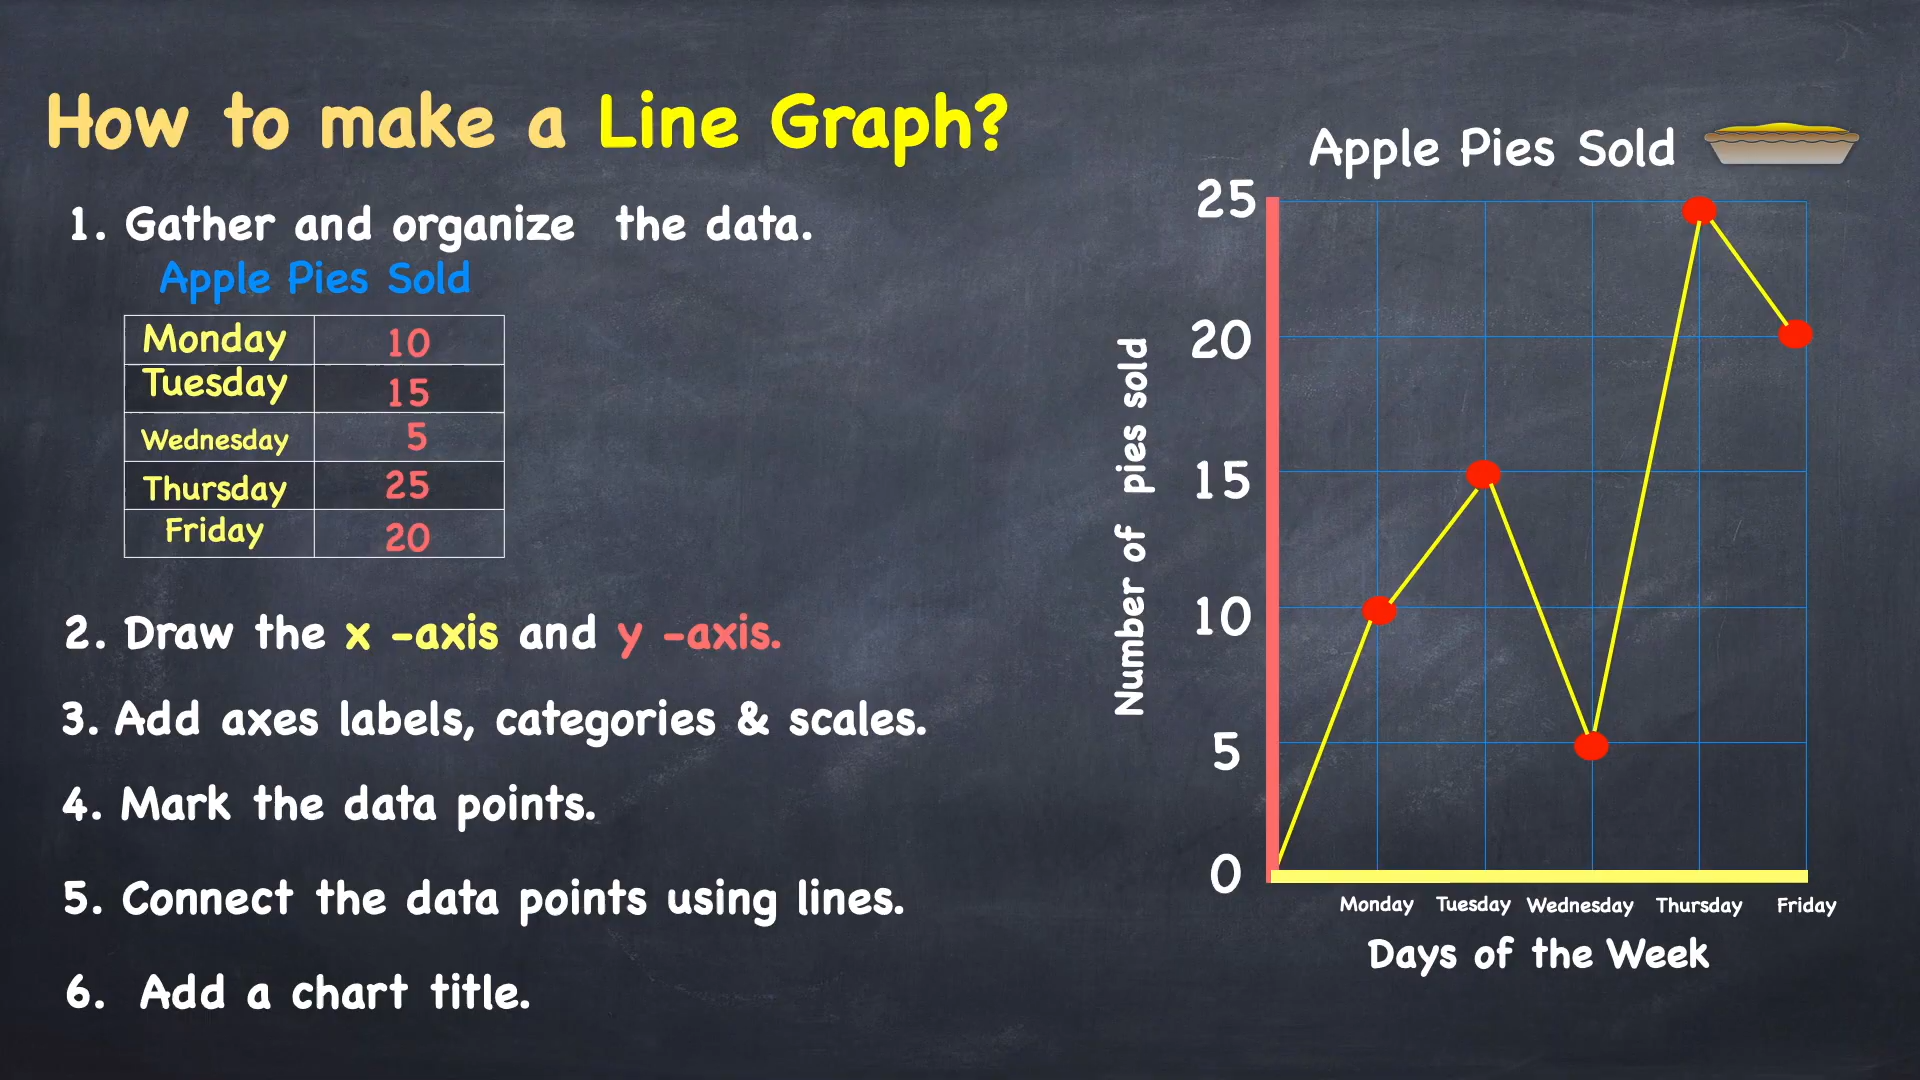 How to make a Line Graph?
1. Gather and organize the data.
Apple Pies Sold
Monday 10
Tuesday 15
Wednesday 5
Thursday 25
Friday 20
2. Draw the x -axis and y -axis.
3. Add axes labels, categories & scales.
4. Mark the data points.
5. Connect the data points using lines.
6. Add a chart title.
Apple Pies Sold
Number of pies sold
25
20
15
10
5
0
Monday Tuesday Wednesday Thursday Friday
Days of the Week